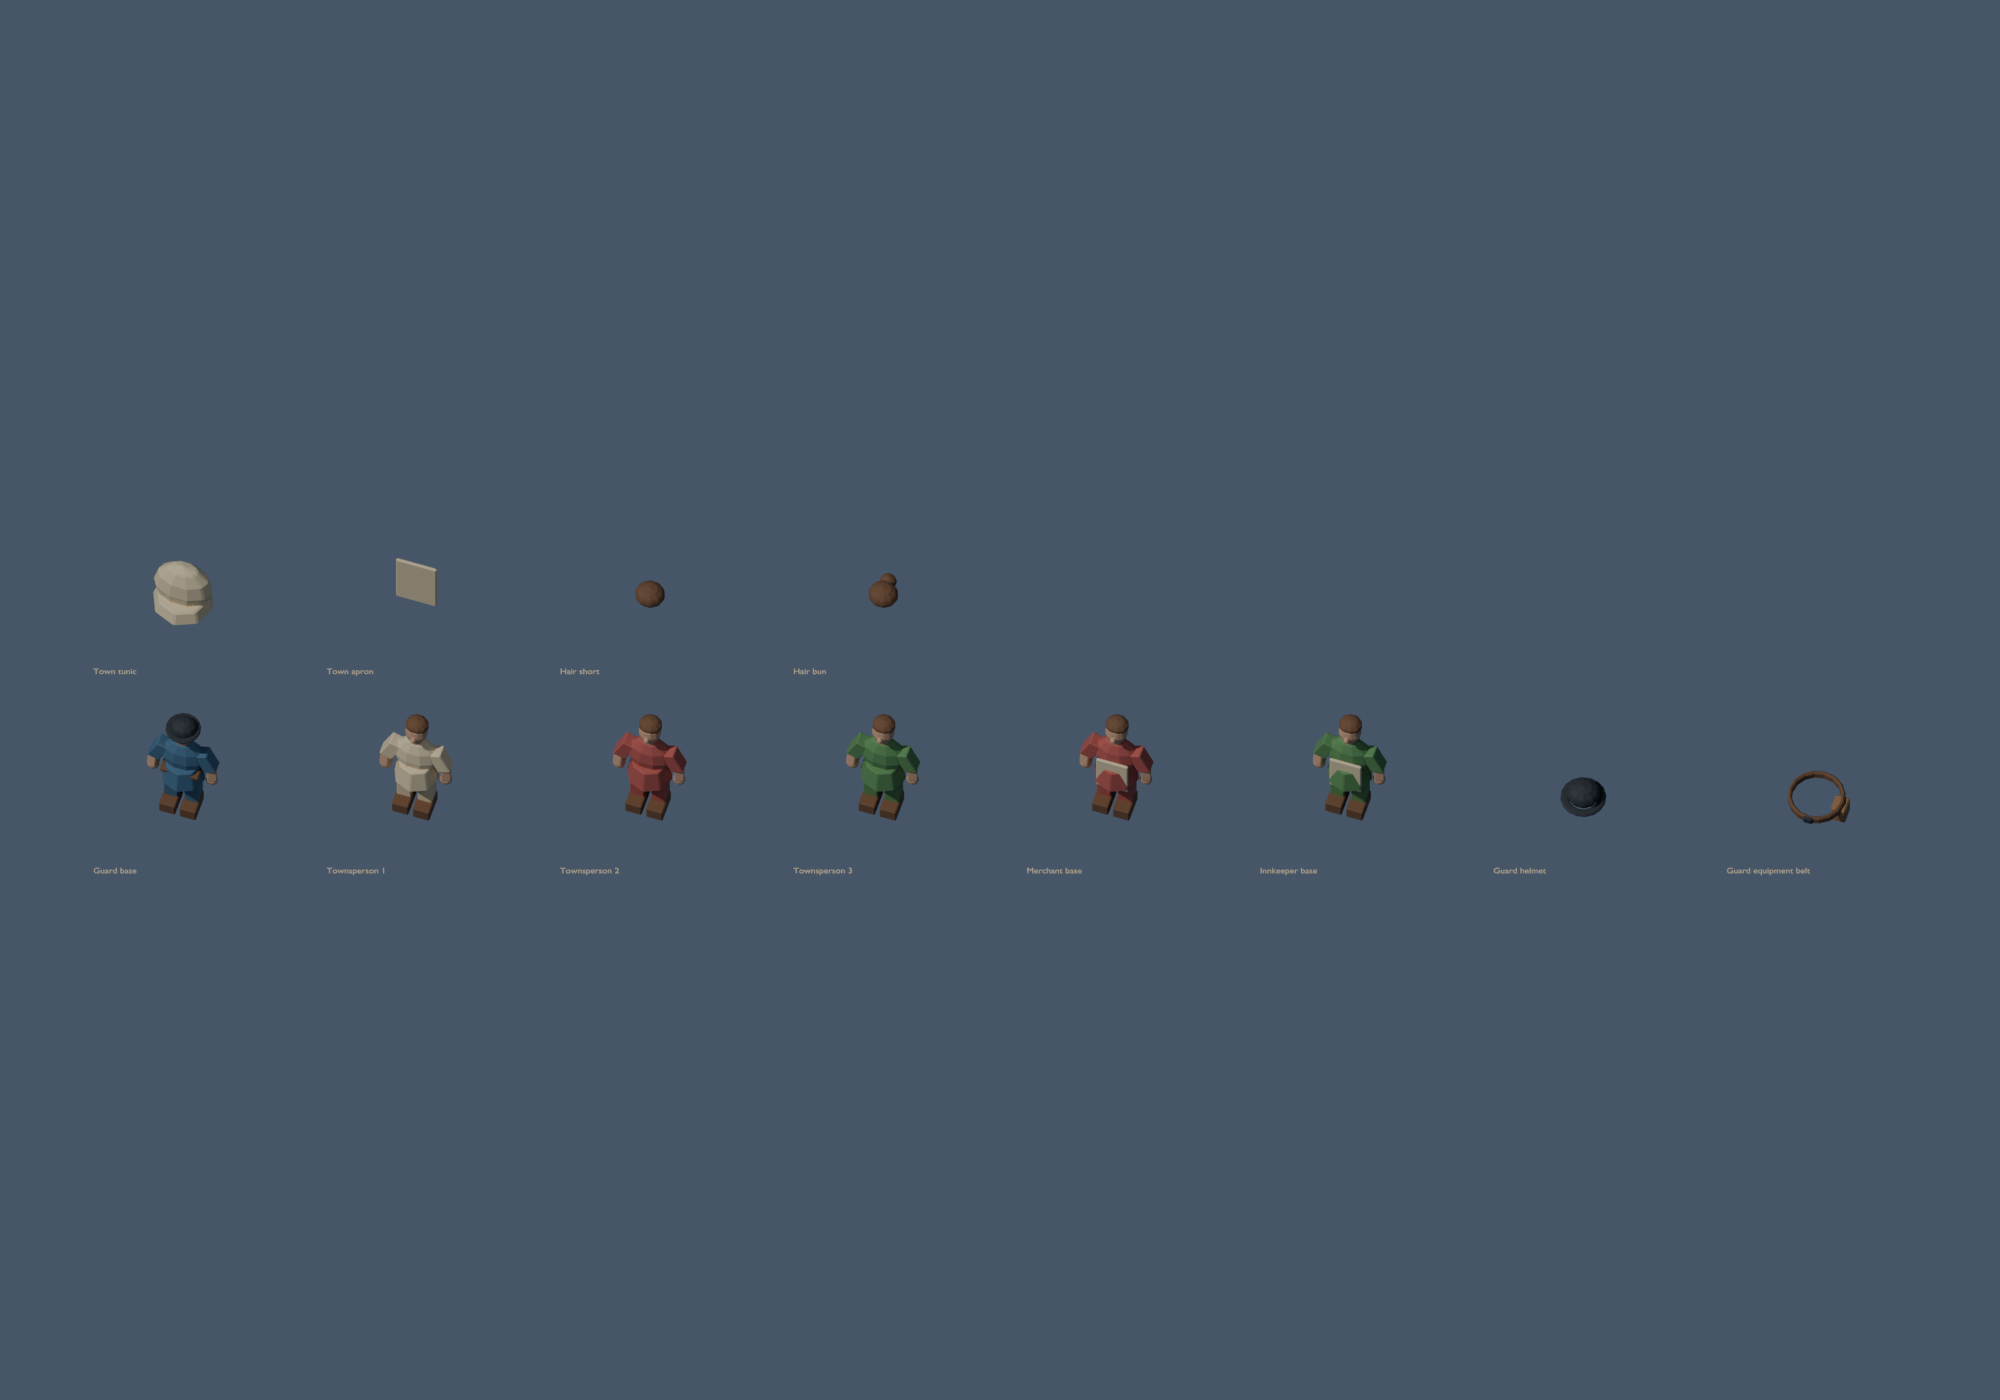 Town tunic
Town apron
Hair short
Hair bun
Guard base
Townsperson 1
Townsperson 2
Townsperson 3
Merchant base
Innkeeper base
Guard helmet
Guard equipment belt